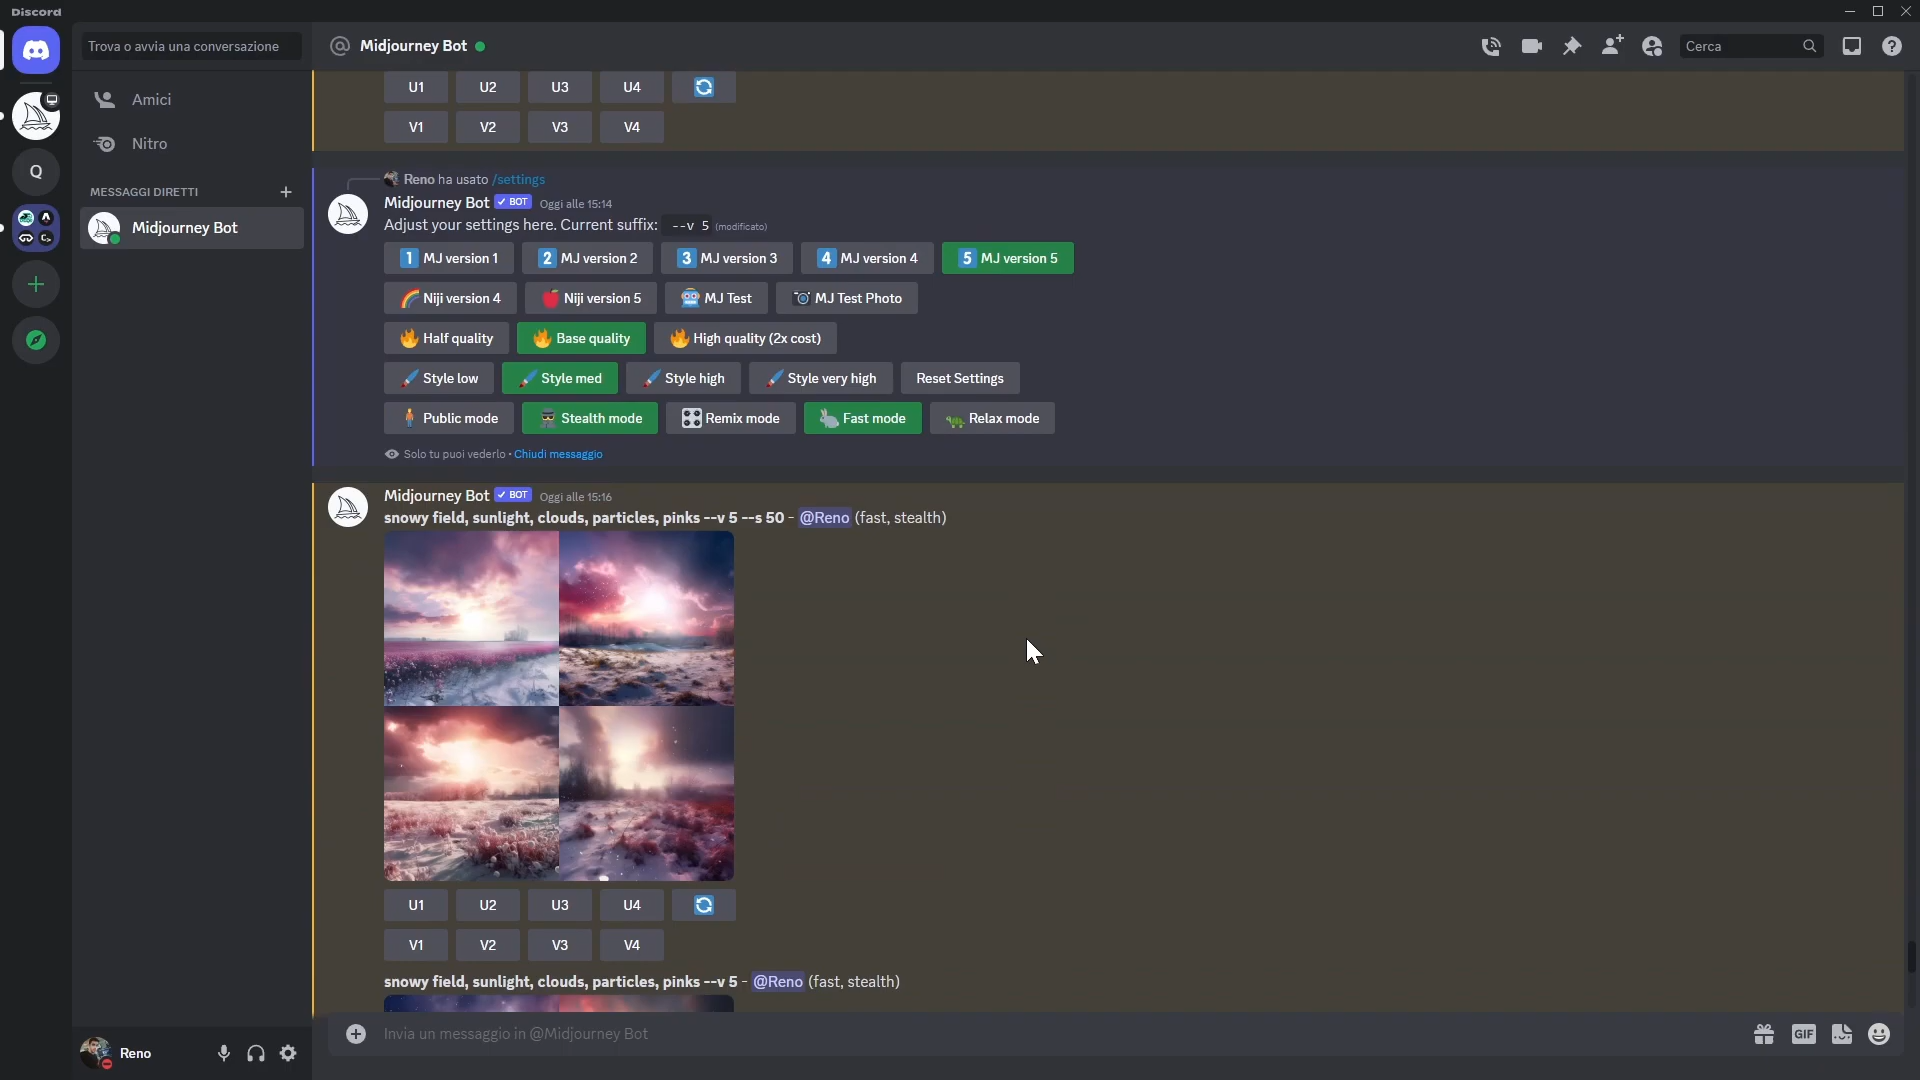 Discord
Trova o avvia una conversazione
Midjourney Bot
Cerca
Amici
Nitro
MESSAGGI DIRETTI
Midjourney Bot
Q
U1 U2 U3 U4
V1 V2 V3 V4
Reno ha usato /settings
Midjourney Bot BOT Oggi alle 15:14
Adjust your settings here. Current suffix: --v 5 (modificato)
1 MJ version 1 2 MJ version 2 3 MJ version 3 4 MJ version 4 5 MJ version 5
Niji version 4 Niji version 5 MJ Test MJ Test Photo
Half quality Base quality High quality (2x cost)
Style low Style med Style high Style very high Reset Settings
Public mode Stealth mode Remix mode Fast mode Relax mode
Solo tu puoi vederlo • Chiudi messaggio
Midjourney Bot BOT Oggi alle 15:16
snowy field, sunlight, clouds, particles, pinks --v 5 --s 50 - @Reno (fast, stealth)
U1 U2 U3 U4
V1 V2 V3 V4
snowy field, sunlight, clouds, particles, pinks --v 5 - @Reno (fast, stealth)
Invia un messaggio in @Midjourney Bot
GIF
Reno